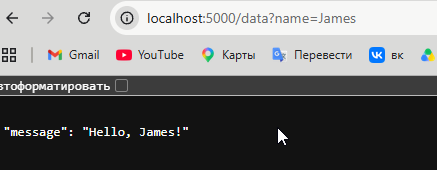 localhost:5000/data?name=James
Gmail YouTube Карты Перевести вк
втоформатировать
"message": "Hello, James!"